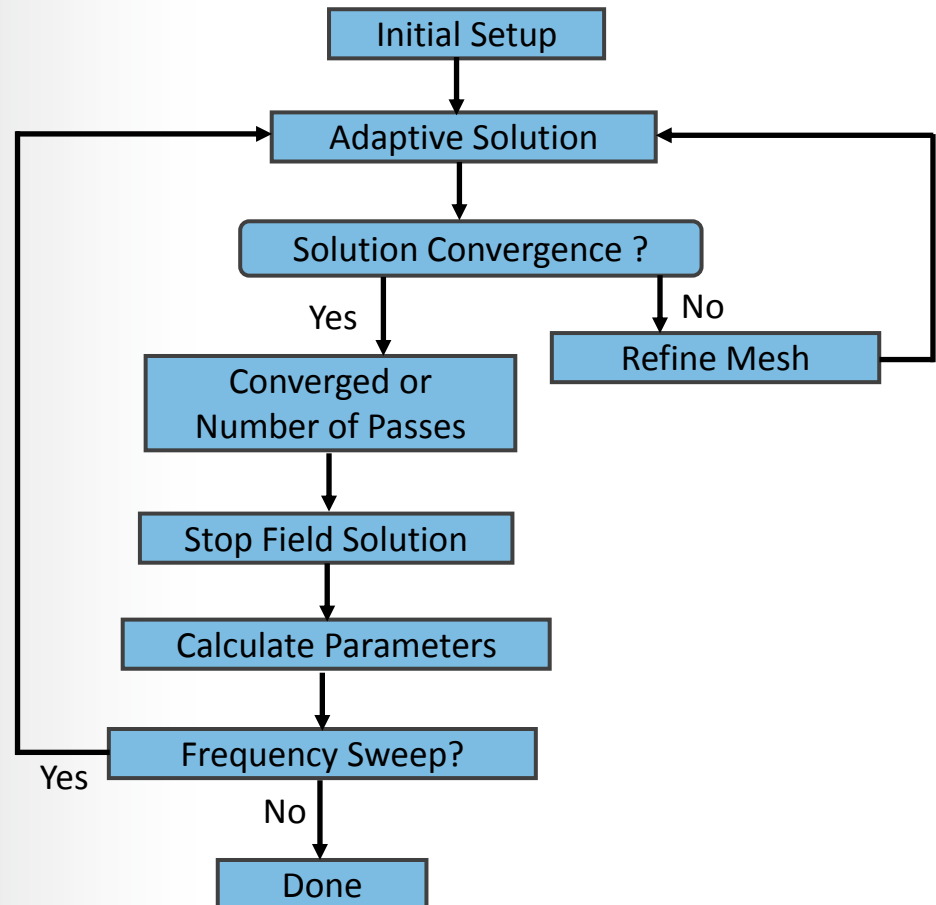 Initial Setup
Adaptive Solution
Solution Convergence ?
Yes
No
Refine Mesh
Converged or
Number of Passes
Stop Field Solution
Calculate Parameters
Frequency Sweep?
Yes
No
Done